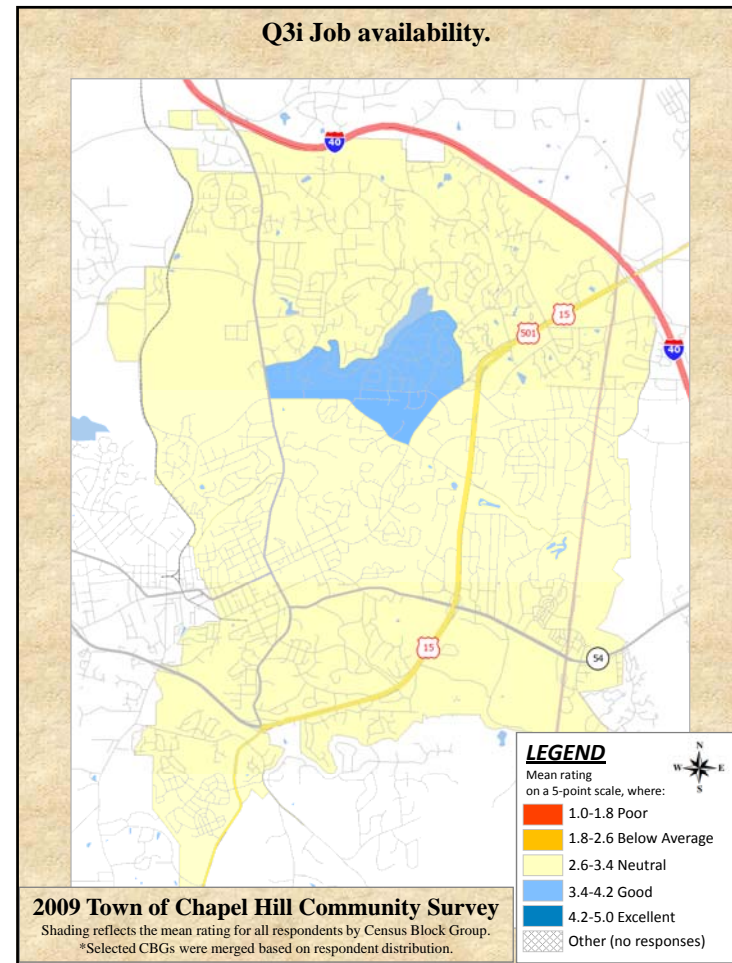 Q3i Job availability.
40
15
501
40
15
54
LEGEND
Mean rating
on a 5-point scale, where:
1.0-1.8 Poor
1.8-2.6 Below Average
2.6-3.4 Neutral
3.4-4.2 Good
4.2-5.0 Excellent
Other (no responses)
N
W E
S
2009 Town of Chapel Hill Community Survey
Shading reflects the mean rating for all respondents by Census Block Group.
*Selected CBGs were merged based on respondent distribution.